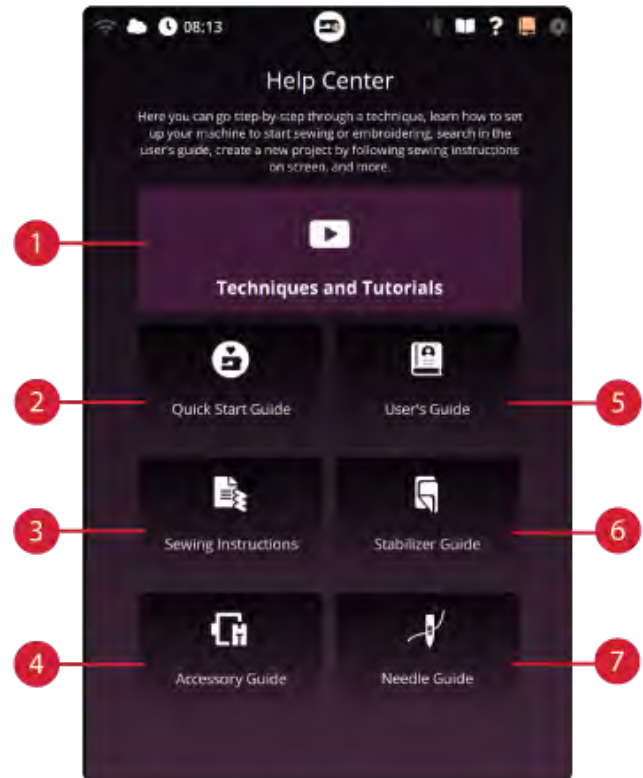 08:13
?
Help Center
Here you can go step-by-step through a technique, learn how to set
up your machine to start sewing or embroidering, search in the
user's guide, create a new project by following sewing instructions
on screen, and more.
1
Techniques and Tutorials
2
Quick Start Guide
User's Guide
5
3
Sewing Instructions
Stabilizer Guide
6
4
Accessory Guide
Needle Guide
7